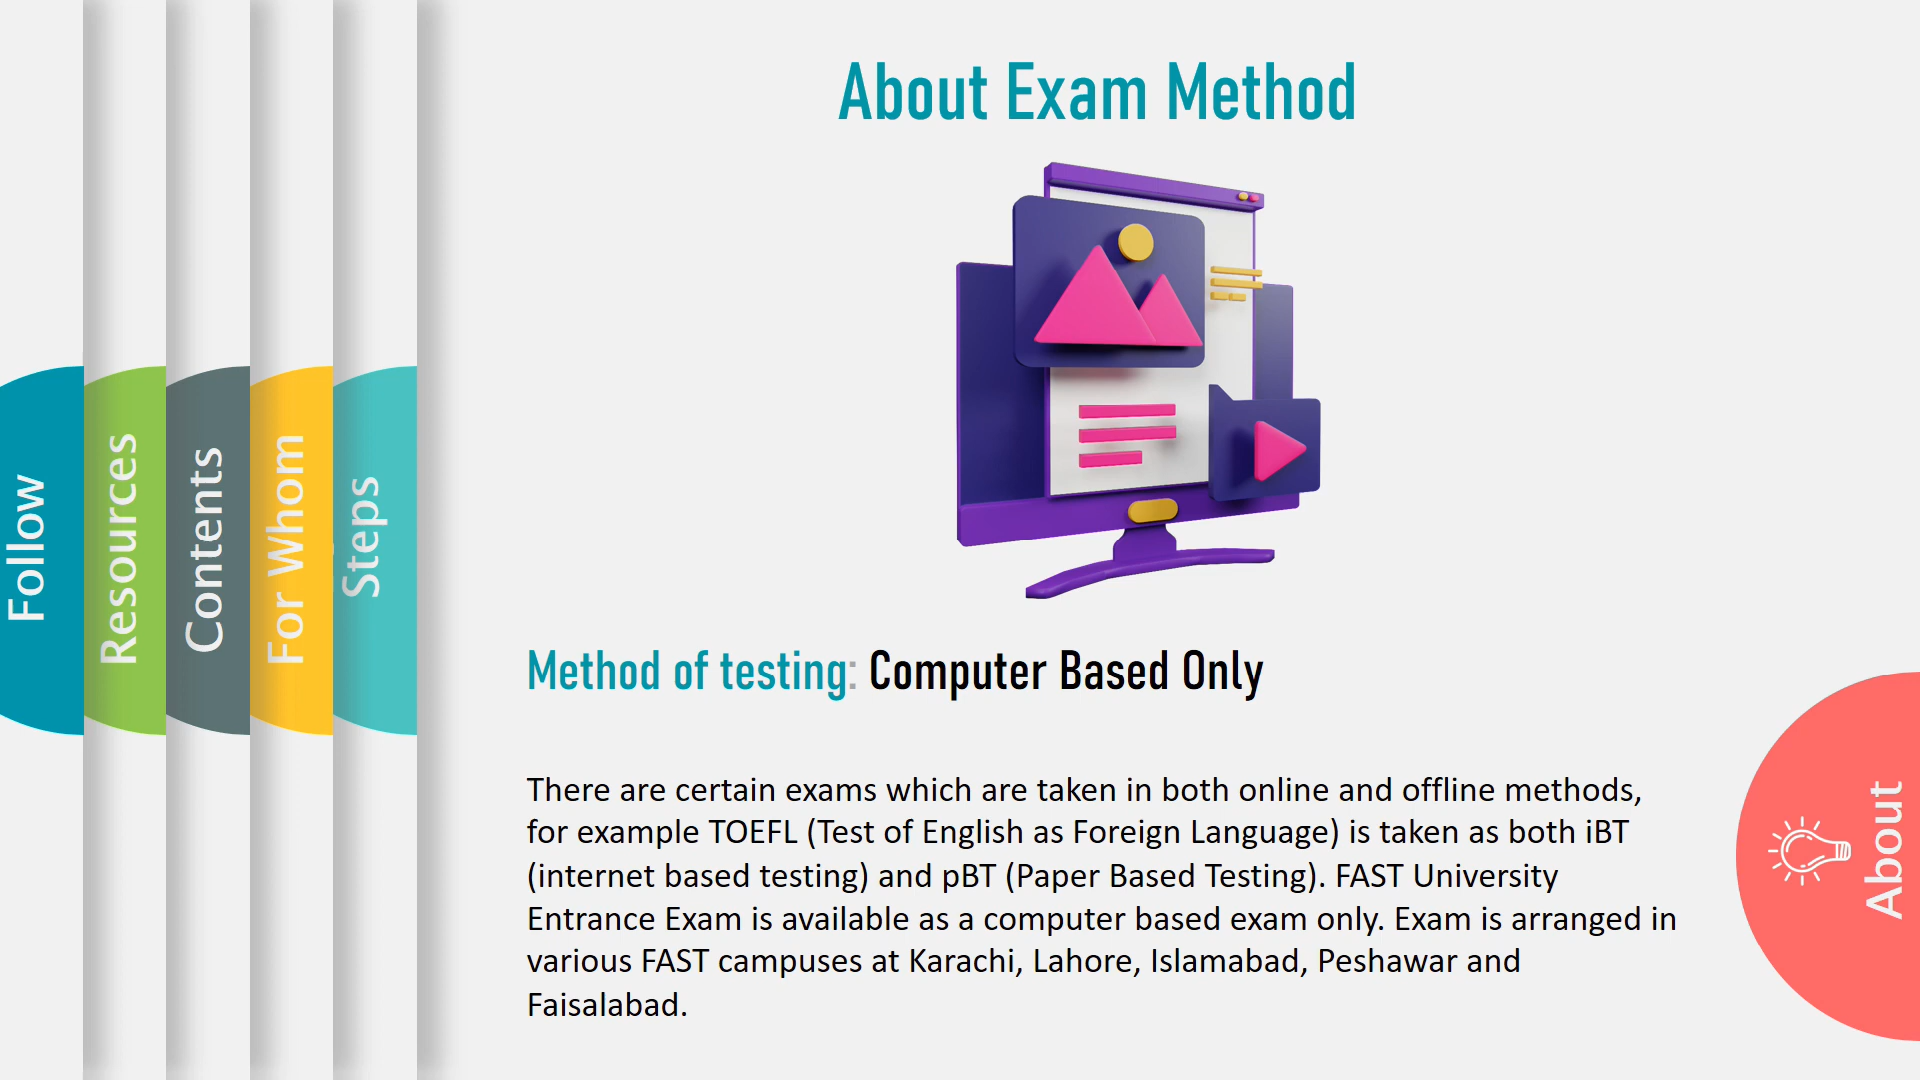 About Exam Method
Follow
Resources
Contents
For Whom
Steps
Method of testing: Computer Based Only
There are certain exams which are taken in both online and offline methods,
for example TOEFL (Test of English as Foreign Language) is taken as both iBT
(internet based testing) and pBT (Paper Based Testing). FAST University
Entrance Exam is available as a computer based exam only. Exam is arranged in
various FAST campuses at Karachi, Lahore, Islamabad, Peshawar and
Faisalabad.
About